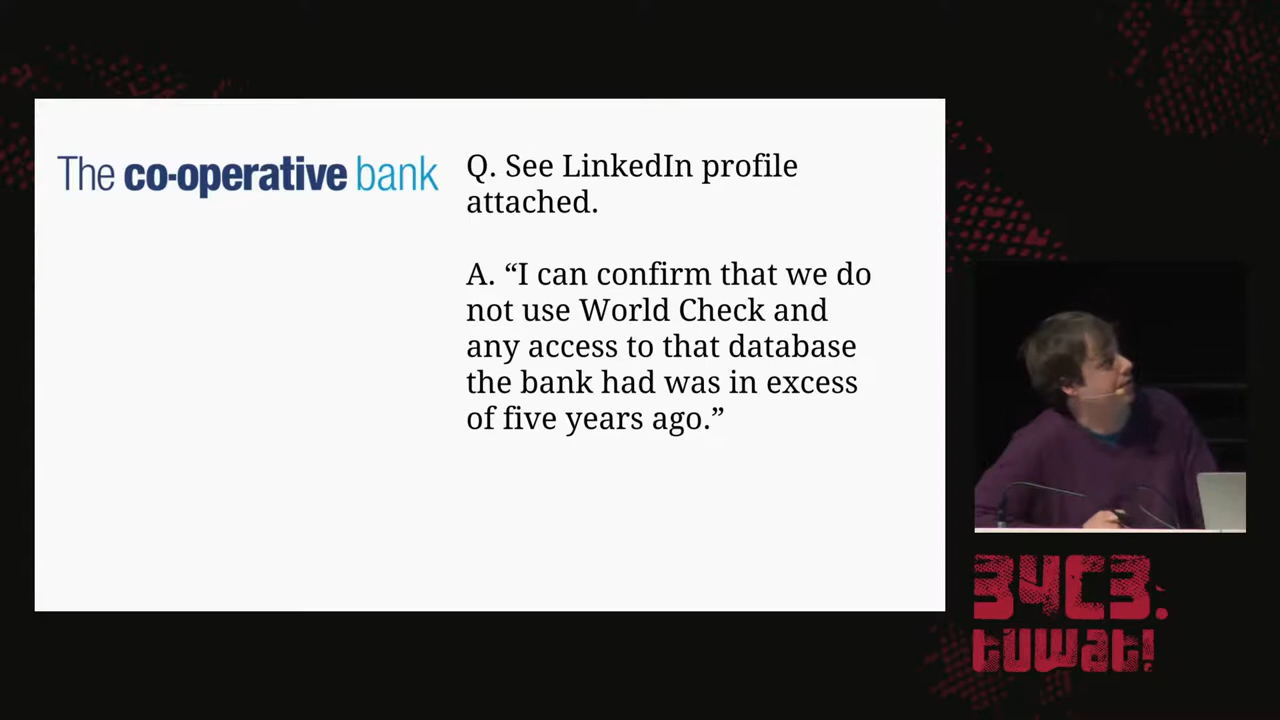 The co-operative bank
Q. See LinkedIn profile
attached.
A. “I can confirm that we do
not use World Check and
any access to that database
the bank had was in excess
of five years ago.”
34C3.
tuwat!